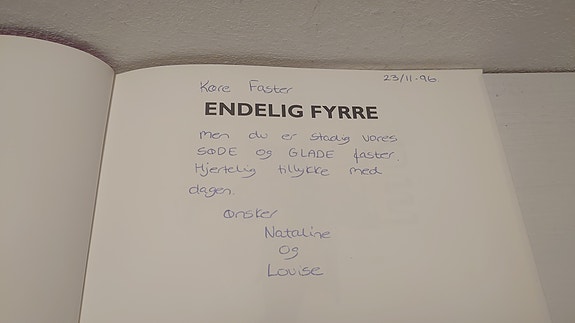 23/11-96
Kære Faster
ENDELIG FYRRE
men du er stadig vores
SØDE og GLADE faster.
Hjertelig tillykke med
dagen.
Ønsker
Nataline
og
Louise